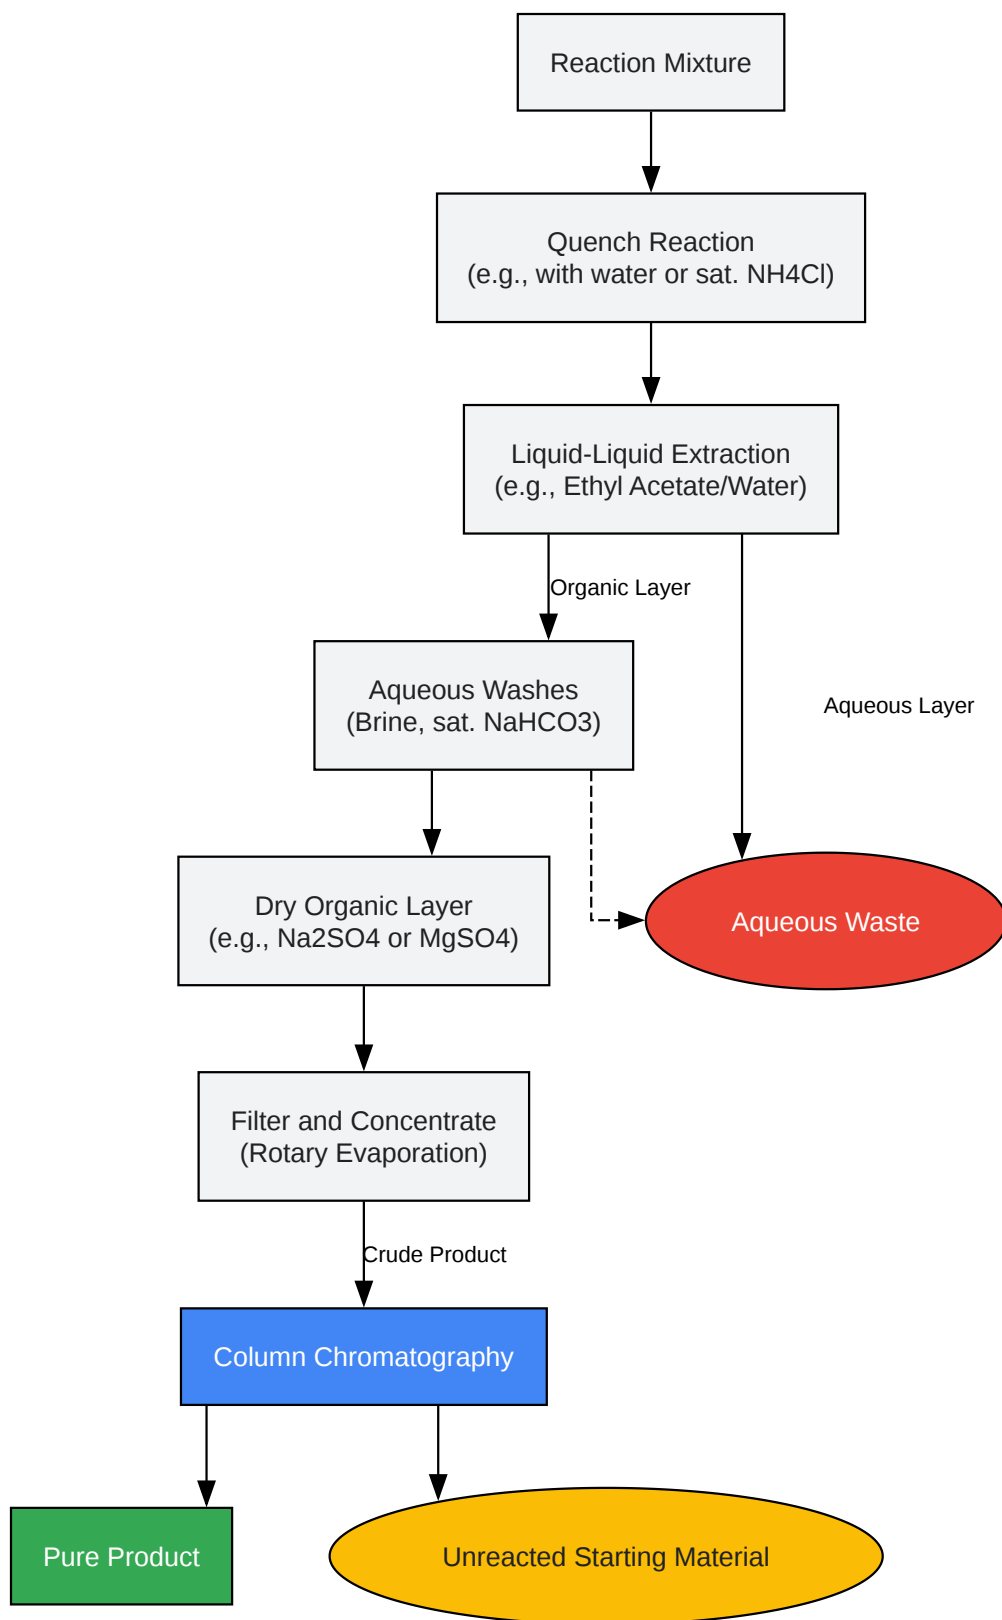 Reaction Mixture
Quench Reaction
(e.g., with water or sat. NH4Cl)
Liquid-Liquid Extraction
(e.g., Ethyl Acetate/Water)
Organic Layer
Aqueous Washes
(Brine, sat. NaHCO3)
Aqueous Layer
Dry Organic Layer
(e.g., Na2SO4 or MgSO4)
Aqueous Waste
Filter and Concentrate
(Rotary Evaporation)
Crude Product
Column Chromatography
Pure Product
Unreacted Starting Material